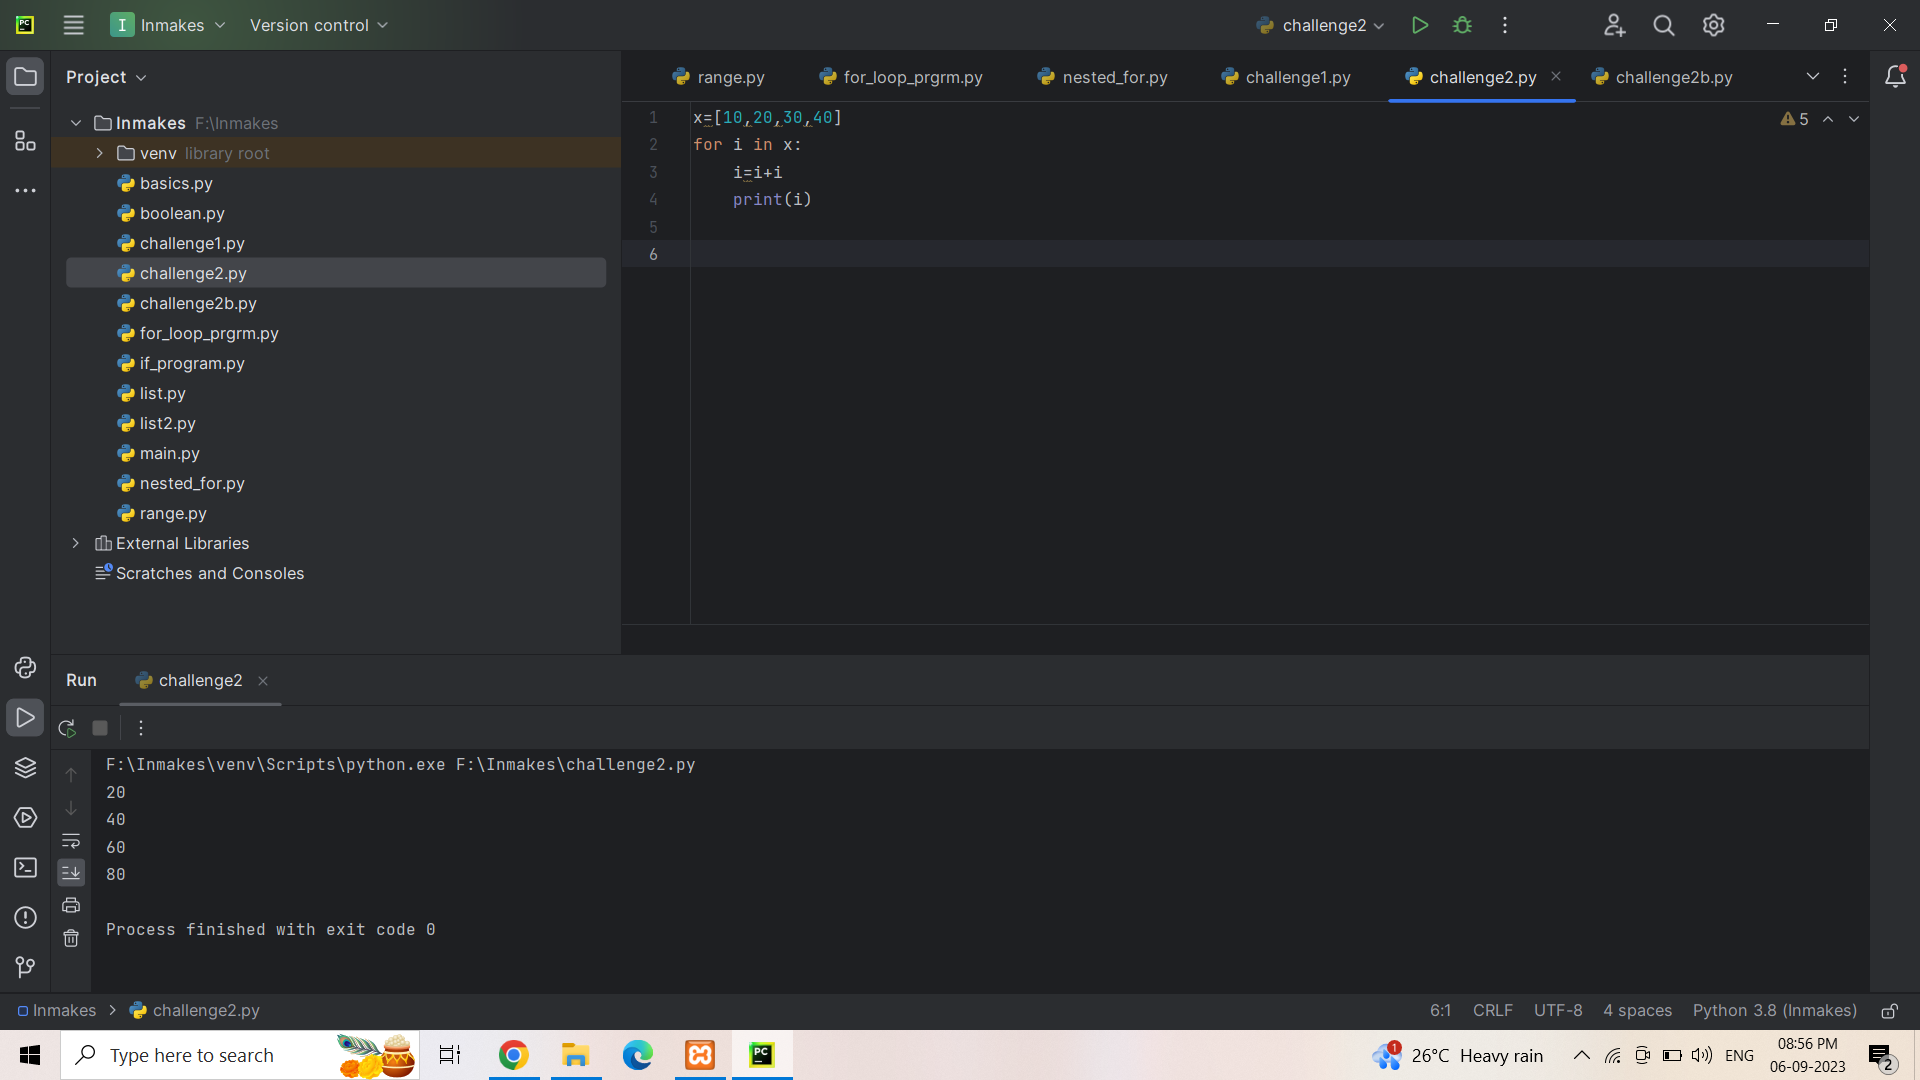 PC
I Inmakes Version control challenge2
Project range.py for_loop_prgrm.py nested_for.py challenge1.py challenge2.py challenge2b.py
Inmakes F:\Inmakes
venv library root
basics.py
boolean.py
challenge1.py
challenge2.py
challenge2b.py
for_loop_prgrm.py
if_program.py
list.py
list2.py
main.py
nested_for.py
range.py
External Libraries
Scratches and Consoles
1 x=[10,20,30,40]
2 for i in x:
3 i=i+i
4 print(i)
5
6
5
Run challenge2
F:\Inmakes\venv\Scripts\python.exe F:\Inmakes\challenge2.py
20
40
60
80
Process finished with exit code 0
Inmakes challenge2.py 6:1 CRLF UTF-8 4 spaces Python 3.8 (Inmakes)
Type here to search PC 1 26°C Heavy rain ENG 08:56 PM
06-09-2023 2